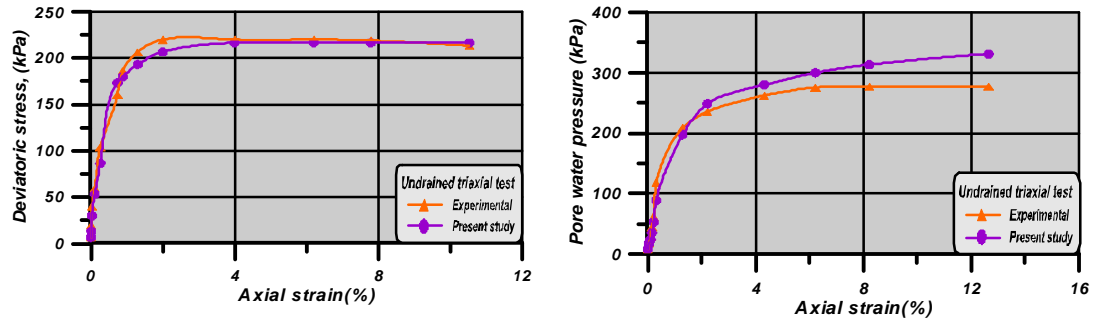 250
200
150
100
50
0
Deviatoric stress, (kPa)
Undrained triaxial test
Experimental
Present study
0 4 8 12
Axial strain(%)
400
300
200
100
0
Pore water pressure (kPa)
Undrained triaxial test
Experimental
Present study
0 4 8 12 16
Axial strain(%)